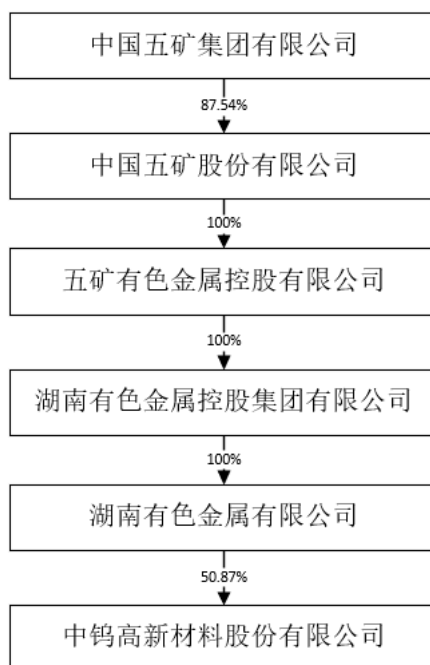 中国五矿集团有限公司
87.54%
中国五矿股份有限公司
100%
五矿有色金属控股有限公司
100%
湖南有色金属控股集团有限公司
100%
湖南有色金属有限公司
50.87%
中钨高新材料股份有限公司